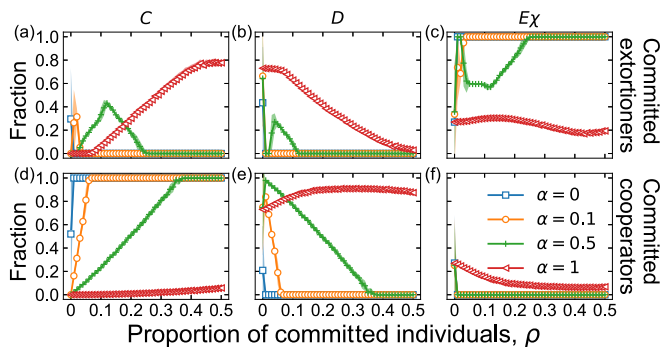 C D Eχ
(a) (b) (c)
1.0
0.8
0.6
0.4
0.2
0.0
Fraction
Committed
extortioners
(d) (e) (f)
1.0
0.8
0.6
0.4
0.2
0.0
Fraction
Committed
cooperators
α = 0
α = 0.1
α = 0.5
α = 1
0.0 0.1 0.2 0.3 0.4 0.5 0.0 0.1 0.2 0.3 0.4 0.5 0.0 0.1 0.2 0.3 0.4 0.5
Proportion of committed individuals, ρ